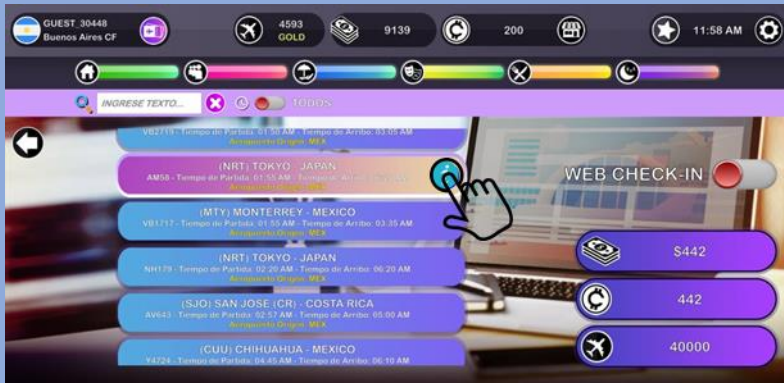 GUEST_30448
Buenos Aires CF
4593
GOLD
9139
200
11:58 AM
INGRESE TEXTO...
TODOS
VB2719 - Tiempo de Partida: 01:50 AM - Tiempo de Arribo: 03:05 AM
Aeropuerto Origen: MEX
(NRT) TOKYO - JAPAN
AM58 - Tiempo de Partida: 01:55 AM - Tiempo de Arribo:
Aeropuerto Origen: MEX
(MTY) MONTERREY - MEXICO
VB1717 - Tiempo de Partida: 01:55 AM - Tiempo de Arribo: 03:35 AM
Aeropuerto Origen: MEX
(NRT) TOKYO - JAPAN
NH179 - Tiempo de Partida: 02:20 AM - Tiempo de Arribo: 06:20 AM
Aeropuerto Origen: MEX
(SJO) SAN JOSE (CR) - COSTA RICA
AV643 - Tiempo de Partida: 02:57 AM - Tiempo de Arribo: 05:00 AM
Aeropuerto Origen: MEX
(CUU) CHIHUAHUA - MEXICO
Y4724 - Tiempo de Partida: 04:45 AM - Tiempo de Arribo: 06:10 AM
WEB CHECK-IN
$442
442
40000